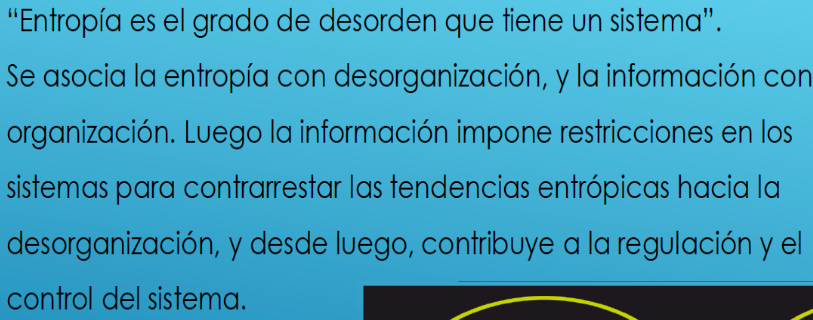 “Entropía es el grado de desorden que tiene un sistema”.
Se asocia la entropía con desorganización, y la información con
organización. Luego la información impone restricciones en los
sistemas para contrarrestar las tendencias entrópicas hacia la
desorganización, y desde luego, contribuye a la regulación y el
control del sistema.